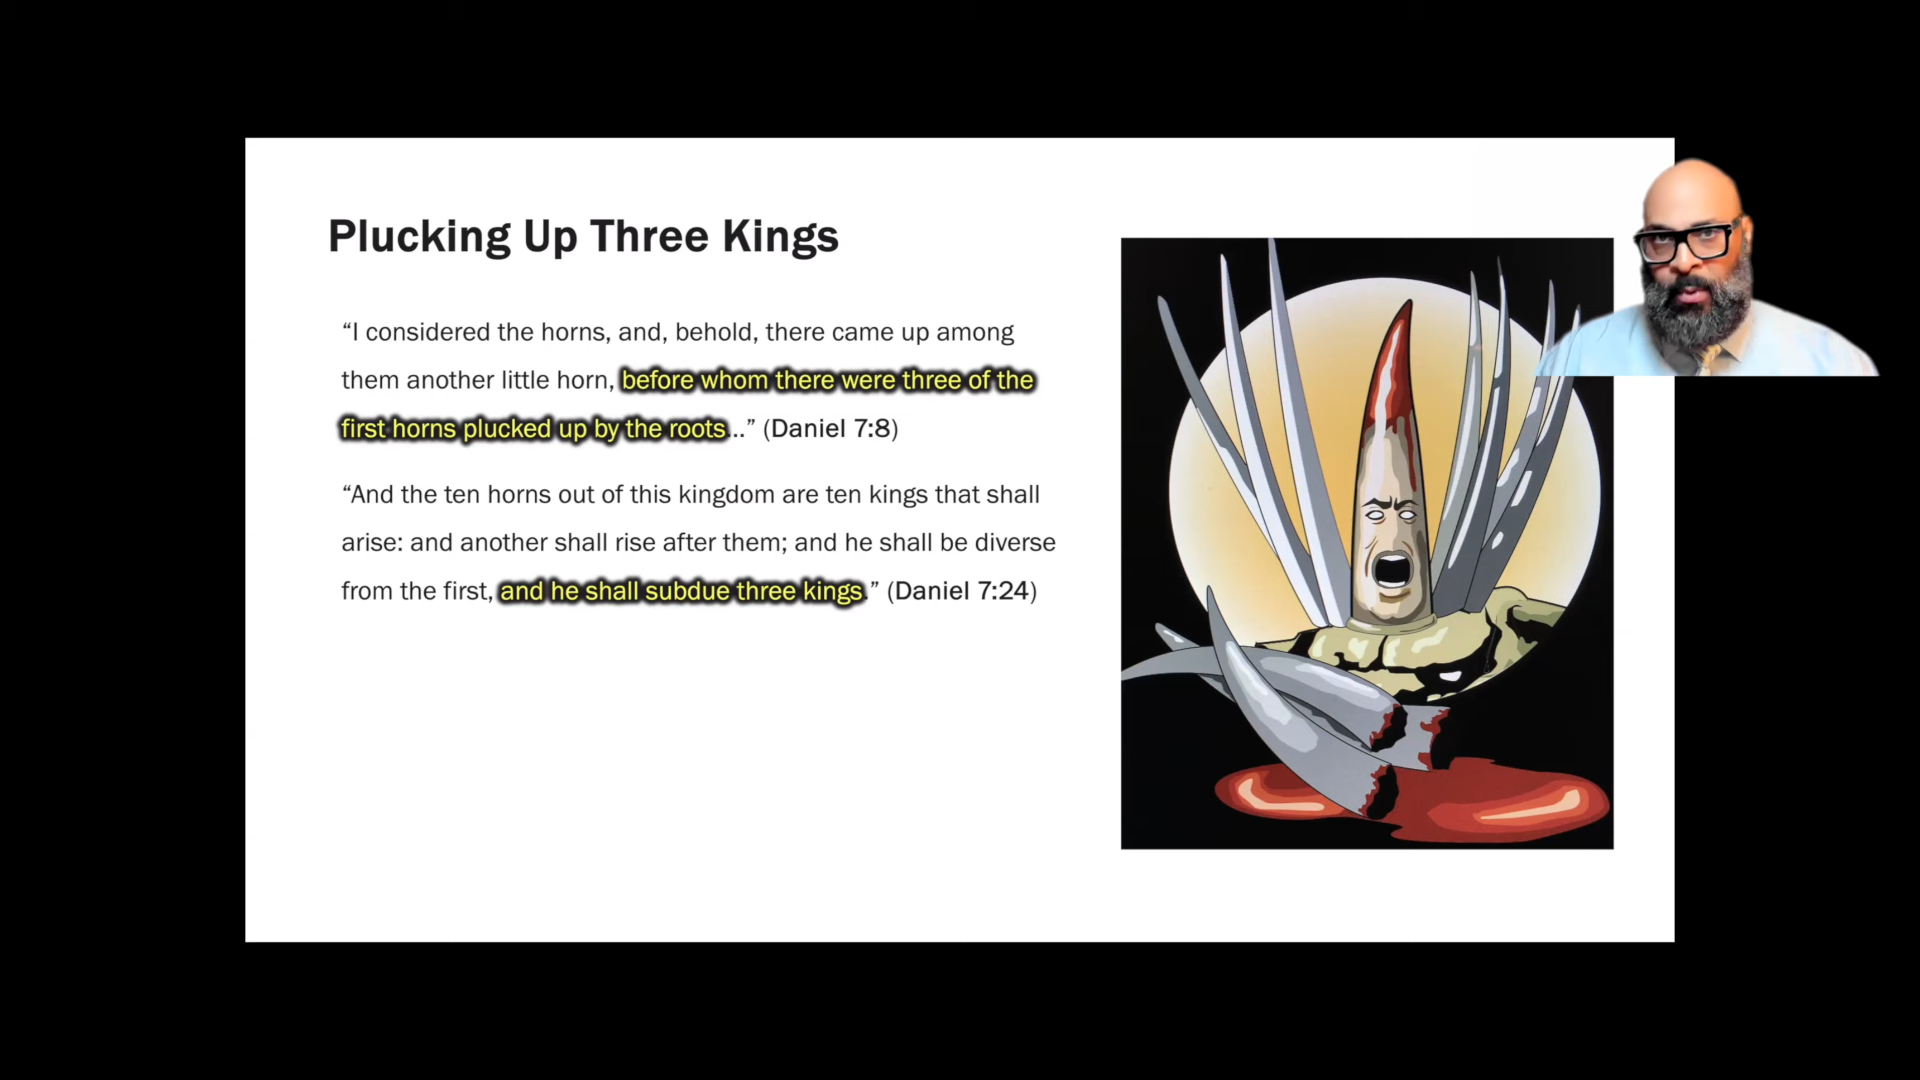 Plucking Up Three Kings
“I considered the horns, and, behold, there came up among
them another little horn, before whom there were three of the
first horns plucked up by the roots...” (Daniel 7:8)
“And the ten horns out of this kingdom are ten kings that shall
arise: and another shall rise after them; and he shall be diverse
from the first, and he shall subdue three kings.” (Daniel 7:24)